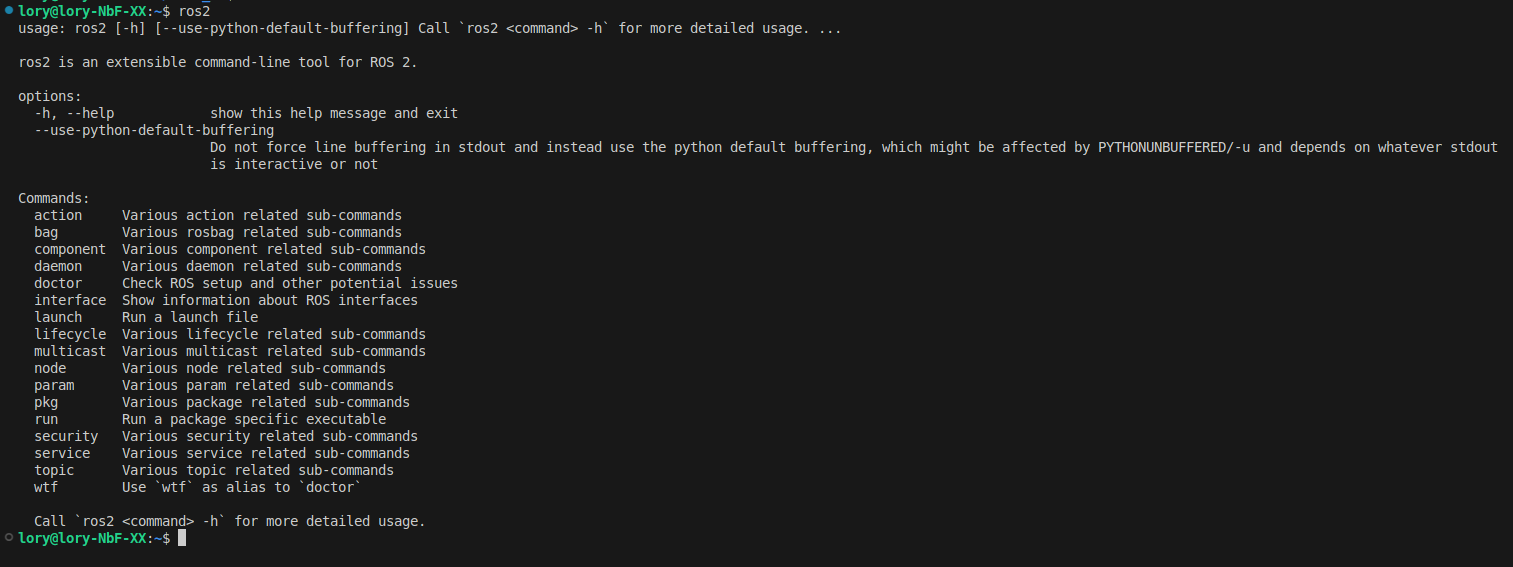 lory@lory-NbF-XX:~$ ros2
usage: ros2 [-h] [--use-python-default-buffering] Call `ros2 <command> -h` for more detailed usage. ...
ros2 is an extensible command-line tool for ROS 2.
options:
  -h, --help            show this help message and exit
  --use-python-default-buffering
                        Do not force line buffering in stdout and instead use the python default buffering, which might be affected by PYTHONUNBUFFERED/-u and depends on whatever stdout
                        is interactive or not
Commands:
  action     Various action related sub-commands
  bag        Various rosbag related sub-commands
  component  Various component related sub-commands
  daemon     Various daemon related sub-commands
  doctor     Check ROS setup and other potential issues
  interface  Show information about ROS interfaces
  launch     Run a launch file
  lifecycle  Various lifecycle related sub-commands
  multicast  Various multicast related sub-commands
  node       Various node related sub-commands
  param      Various param related sub-commands
  pkg        Various package related sub-commands
  run        Run a package specific executable
  security   Various security related sub-commands
  service    Various service related sub-commands
  topic      Various topic related sub-commands
  wtf        Use `wtf` as alias to `doctor`
  Call `ros2 <command> -h` for more detailed usage.
lory@lory-NbF-XX:~$